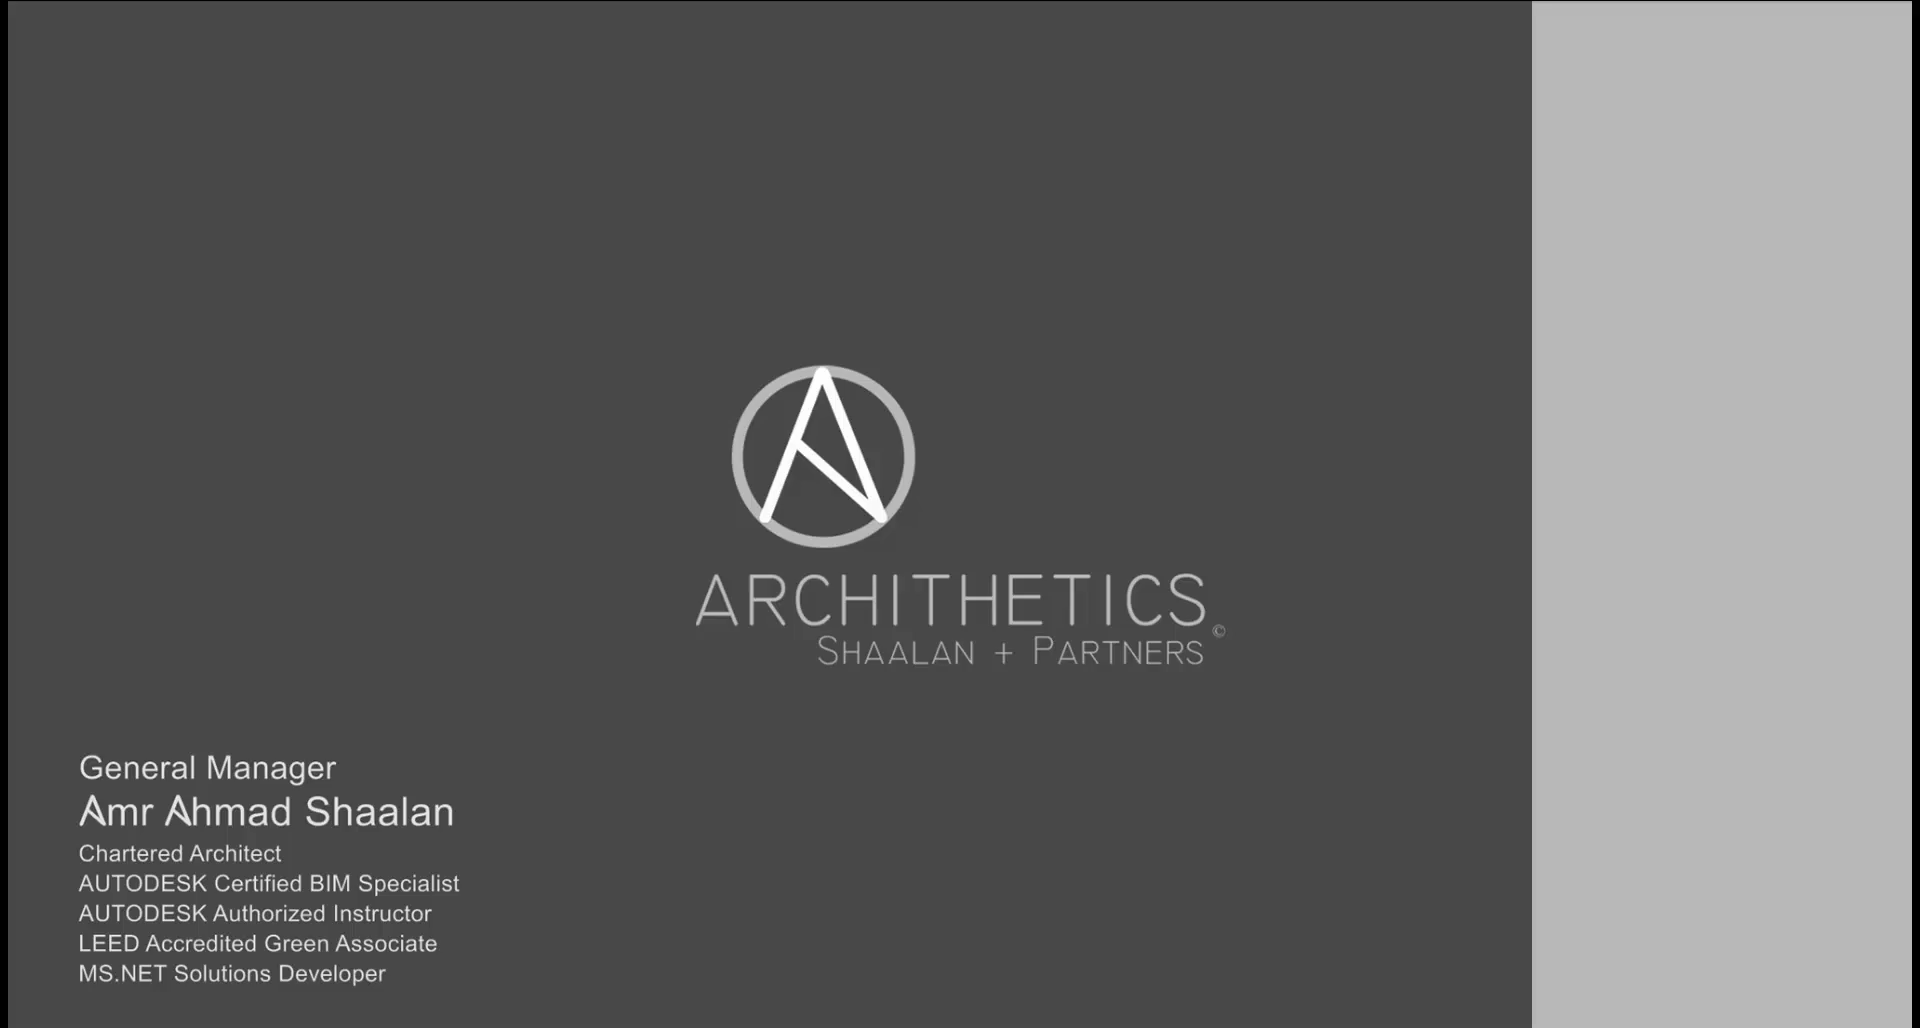 ARCHITHETICS
©
SHAALAN + PARTNERS
General Manager
Amr Ahmad Shaalan
Chartered Architect
AUTODESK Certified BIM Specialist
AUTODESK Authorized Instructor
LEED Accredited Green Associate
MS.NET Solutions Developer